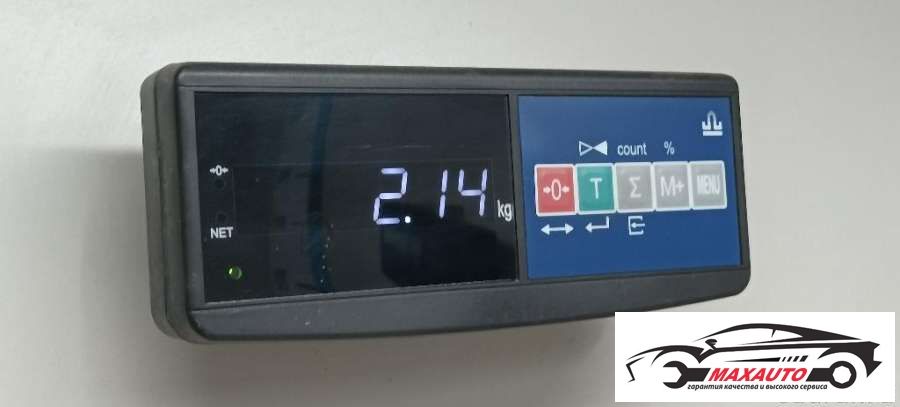 ▷◀ count %
→0←
→0← T Σ M+ MENU
2.14 kg
NET
MAXAUTO
гарантия качества и высокого сервиса